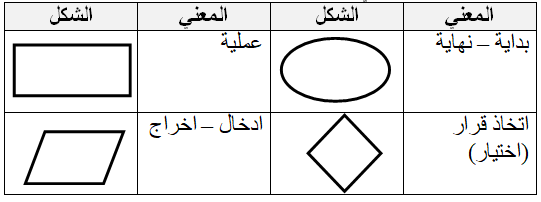 المعني الشكل المعني الشكل
بداية – نهاية عملية
اتخاذ قرار ادخال – اخراج
(اختيار)